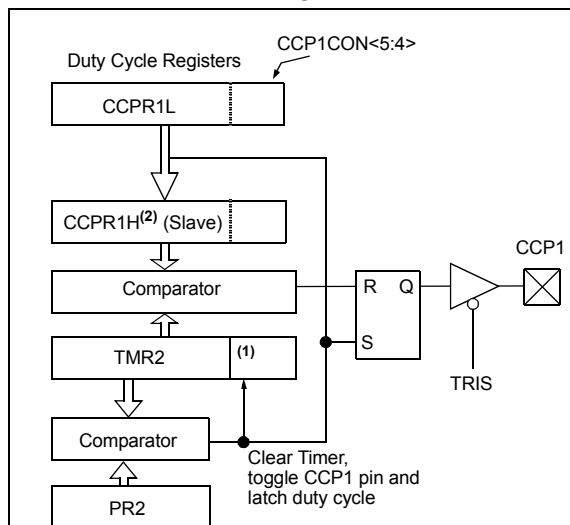 CCP1CON<5:4>
Duty Cycle Registers
CCPR1L
CCPR1H(2) (Slave)
CCP1
Comparator
R Q
TMR2
(1)
S
TRIS
Comparator
Clear Timer,
toggle CCP1 pin and
latch duty cycle
PR2